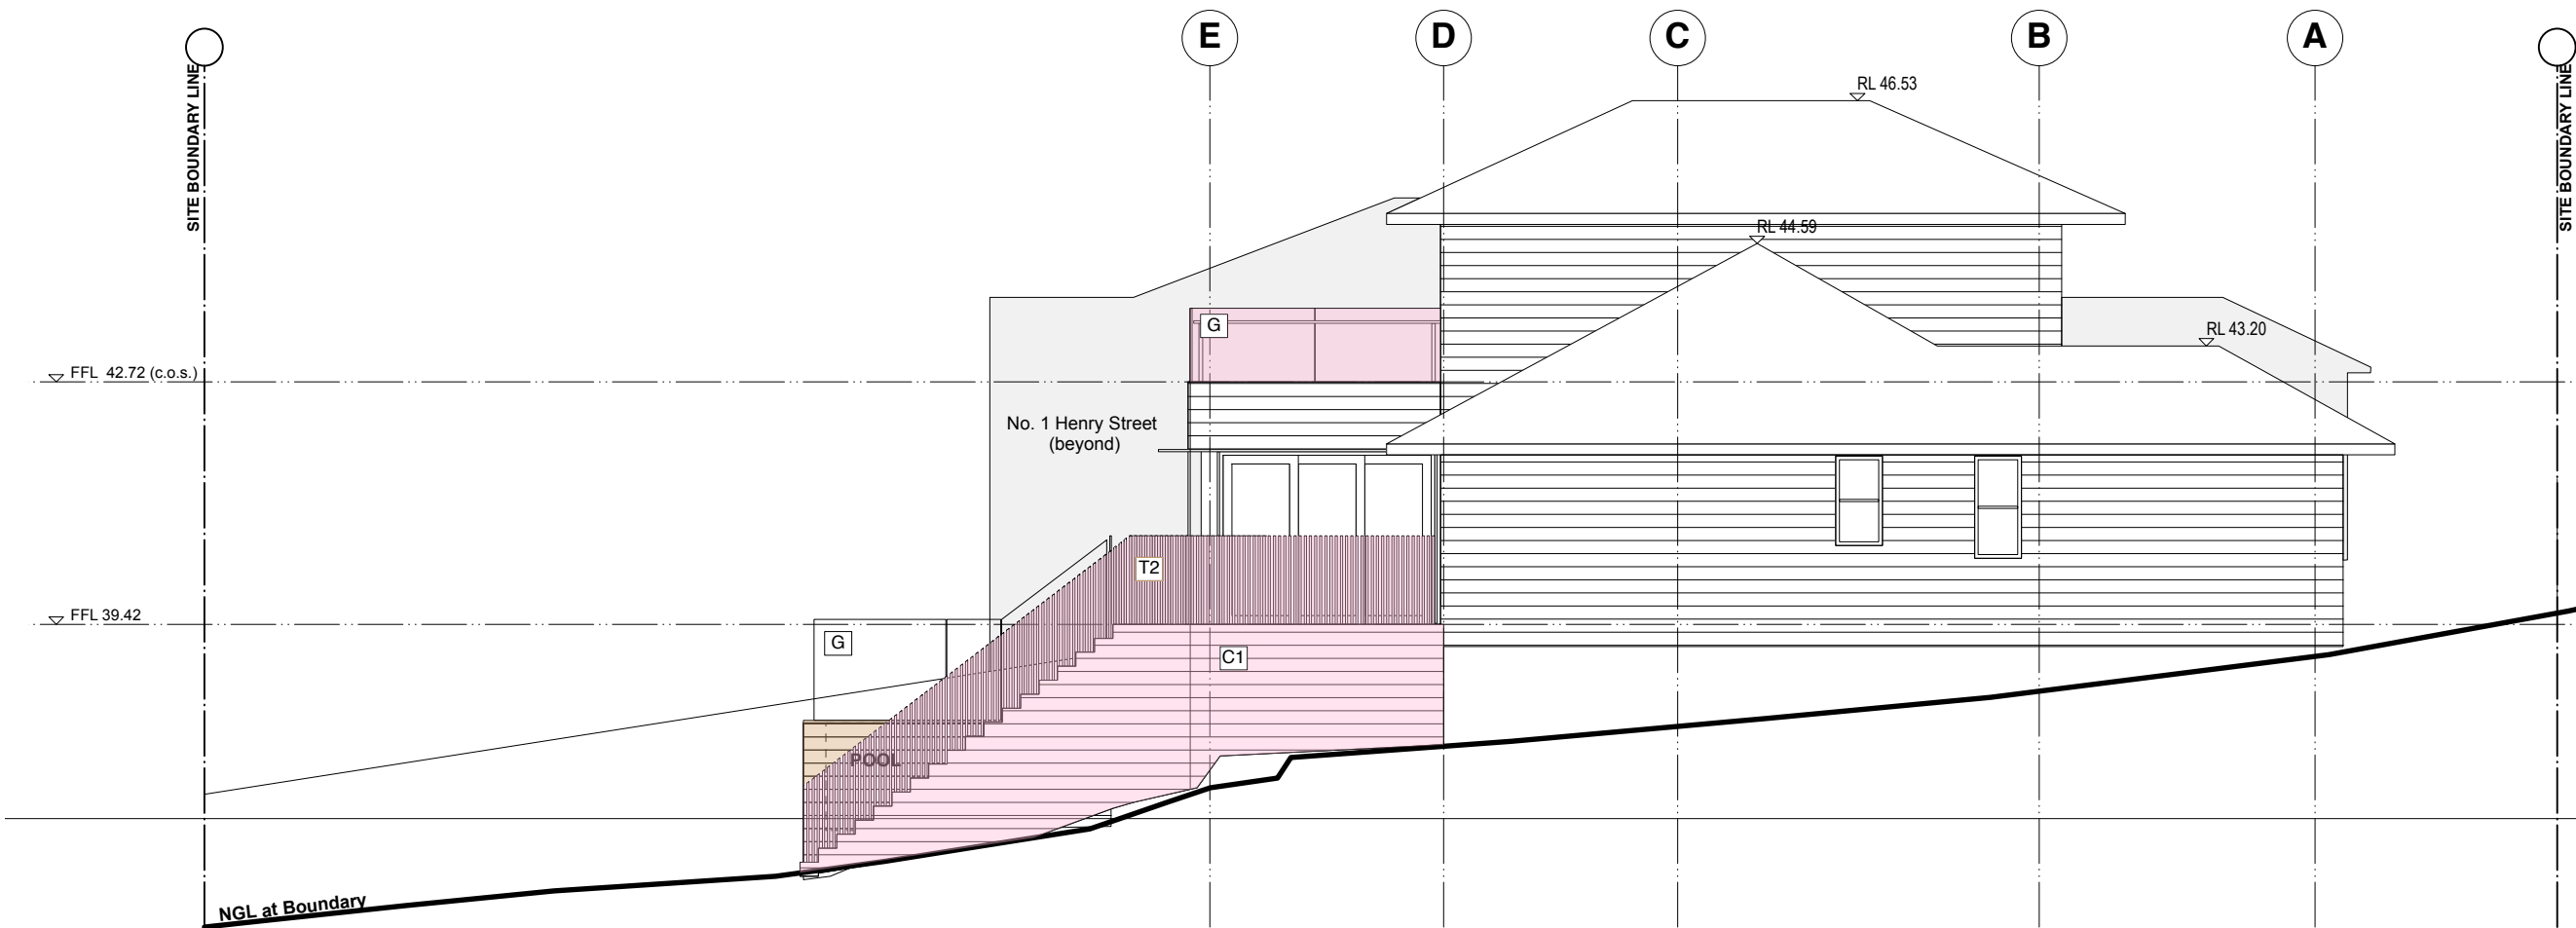 E
D
C
B
A
SITE BOUNDARY LINE
SITE BOUNDARY LINE
RL 46.53
RL 44.59
G
RL 43.20
FFL 42.72 (c.o.s.)
No. 1 Henry Street
(beyond)
T2
FFL 39.42
G
C1
POOL
NGL at Boundary